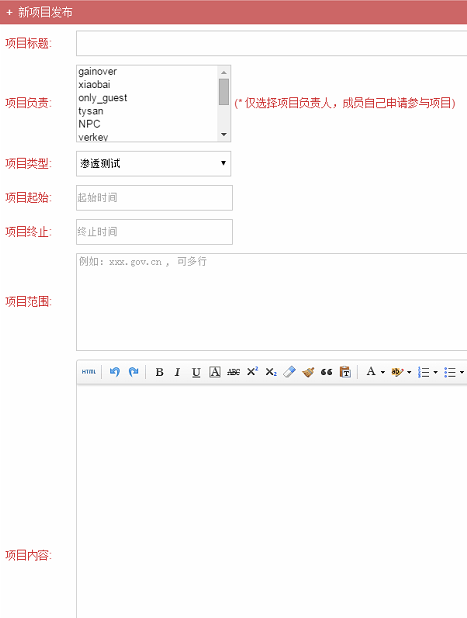 + 新项目发布
项目标题:
项目负责:
gainover
xiaobai
only_guest
tysan
NPC
verkey
(* 仅选择项目负责人，成员自己申请参与项目)
项目类型:
渗透测试
项目起始:
起始时间
项目终止:
终止时间
项目范围:
例如: xxx.gov.cn ，可多行
HTML B I U A ABC X² X₂ T A ab
项目内容: